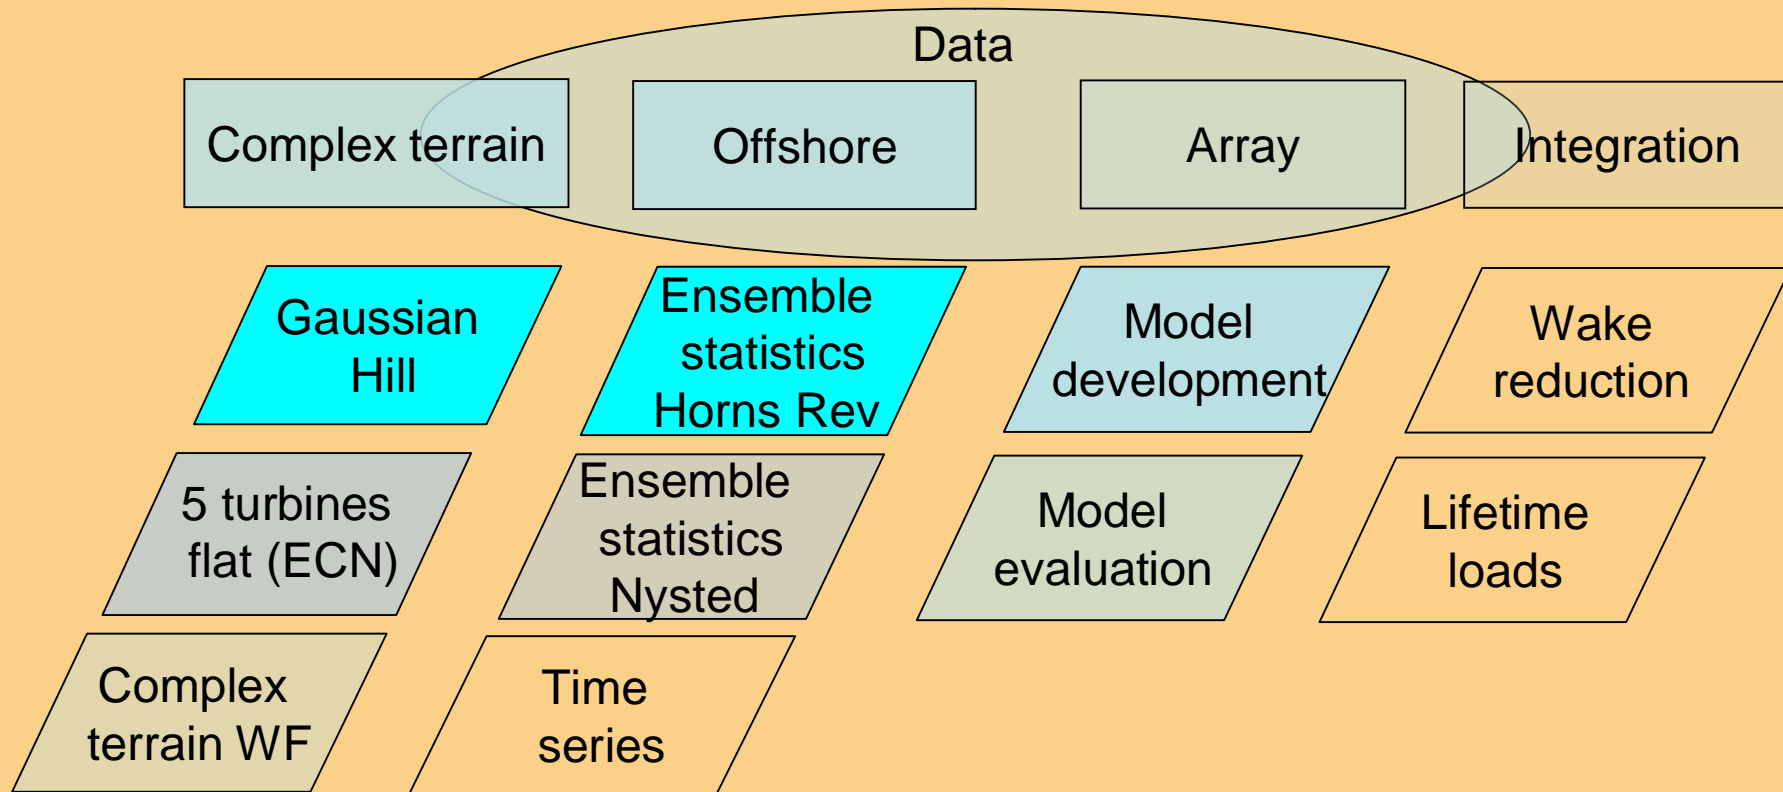 Data
Complex terrain
Offshore
Array
Integration
Gaussian
Hill
Ensemble
statistics
Horns Rev
Model
development
Wake
reduction
5 turbines
flat (ECN)
Ensemble
statistics
Nysted
Model
evaluation
Lifetime
loads
Complex
terrain WF
Time
series